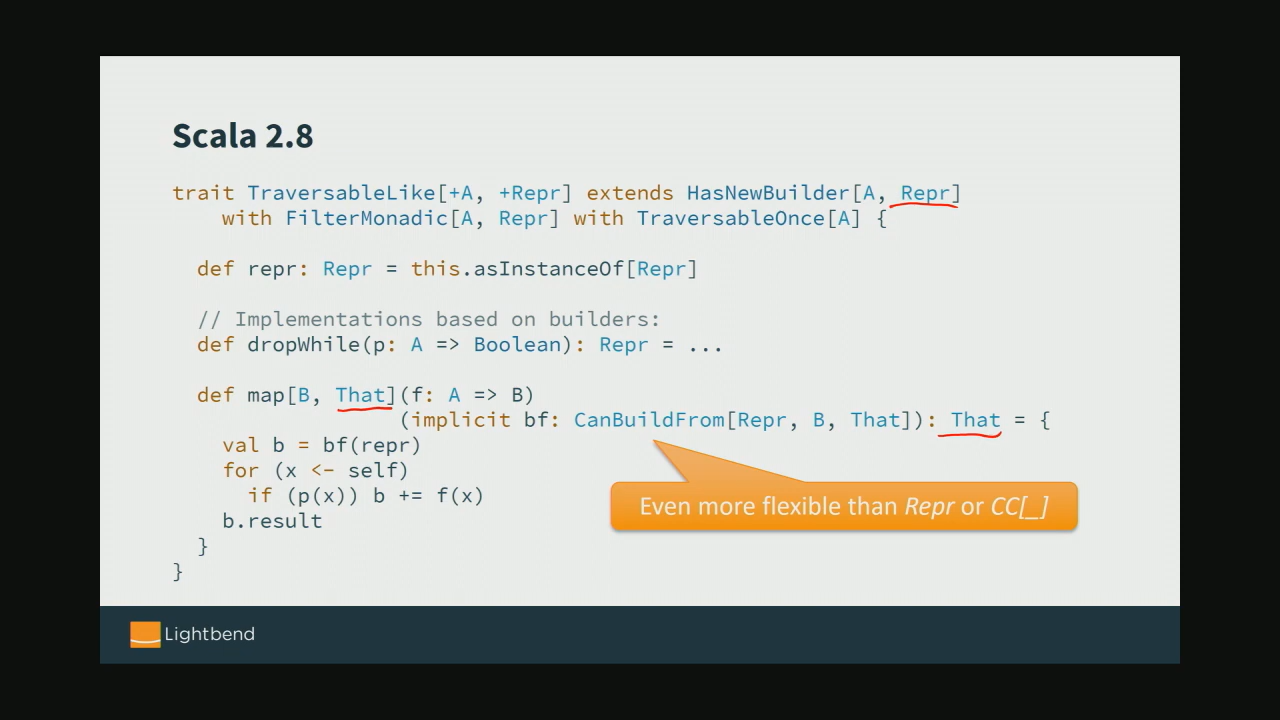 Scala 2.8
trait TraversableLike[+A, +Repr] extends HasNewBuilder[A, Repr]
with FilterMonadic[A, Repr] with TraversableOnce[A] {
def repr: Repr = this.asInstanceOf[Repr]
// Implementations based on builders:
def dropWhile(p: A => Boolean): Repr = ...
def map[B, That](f: A => B)
(implicit bf: CanBuildFrom[Repr, B, That]): That = {
val b = bf(repr)
for (x <- self)
if (p(x)) b += f(x)
b.result
}
}
Even more flexible than Repr or CC[_]
Lightbend